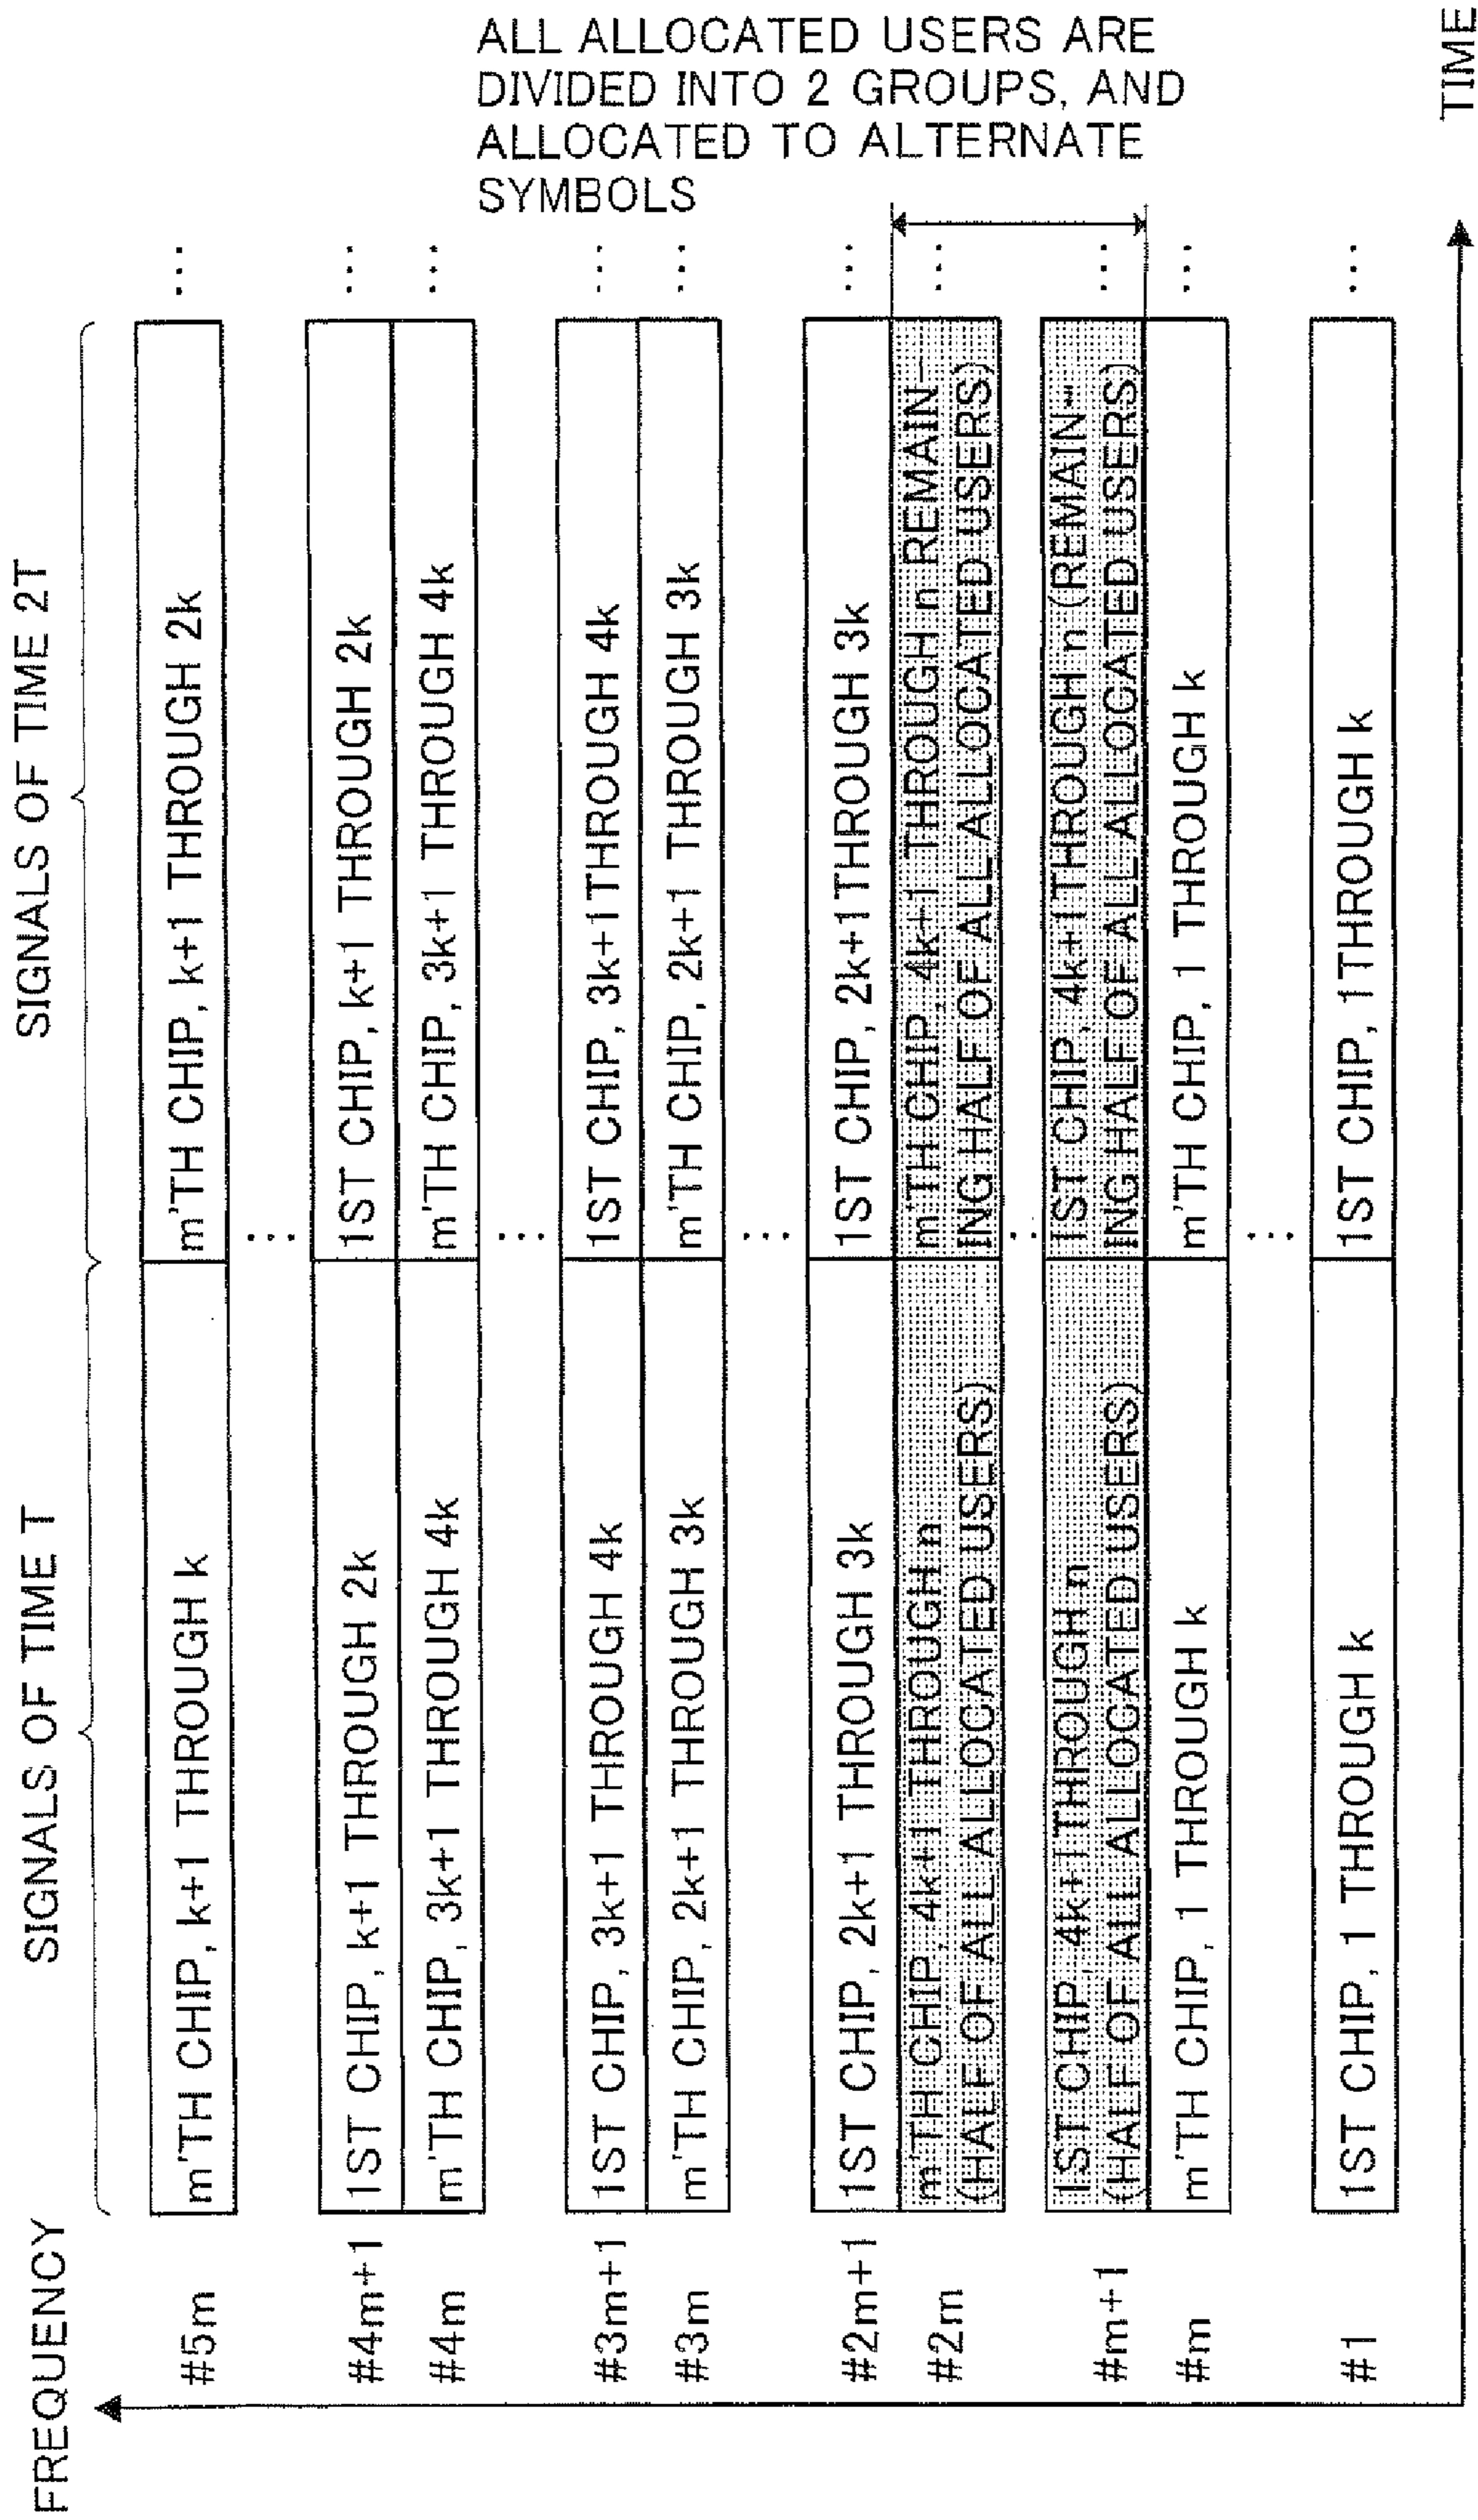 FREQUENCY
SIGNALS OF TIME T
SIGNALS OF TIME 2T
#5m
m'TH CHIP, k+1 THROUGH k
m'TH CHIP, k+1 THROUGH 2k
...
...
#4m+1
1ST CHIP, k+1 THROUGH 2k
1ST CHIP, k+1 THROUGH 2k
...
#4m
m'TH CHIP, 3k+1 THROUGH 4k
m'TH CHIP, 3k+1 THROUGH 4k
...
...
#3m+1
1ST CHIP, 3k+1 THROUGH 4k
1ST CHIP, 3k+1THROUGH 4k
...
#3m
m'TH CHIP, 2k+1 THROUGH 3k
m'TH CHIP, 2k+1 THROUGH 3k
...
...
#2m+1
1ST CHIP, 2k+1 THROUGH 3k
1ST CHIP, 2k+1THROUGH 3k
...
#2m
m'TH CHIP, 4k+1 THROUGH n
(HALF OF ALL ALLOCATED USERS)
m'TH CHIP, 4k+1 THROUGH n REMAIN-
ING HALF OF ALL ALLOCATED USERS)
...
...
#m+1
1ST CHIP, 4k+1 THROUGH n
(HALF OF ALL ALLOCATED USERS)
1ST CHIP, 4k+1THROUGH n (REMAIN-
ING HALF OF ALL ALLOCATED USERS)
...
#m
m'TH CHIP, 1 THROUGH k
m'TH CHIP, 1 THROUGH k
...
...
#1
1ST CHIP, 1 THROUGH k
1ST CHIP, 1THROUGH k
...
ALL ALLOCATED USERS ARE
DIVIDED INTO 2 GROUPS, AND
ALLOCATED TO ALTERNATE
SYMBOLS
TIME